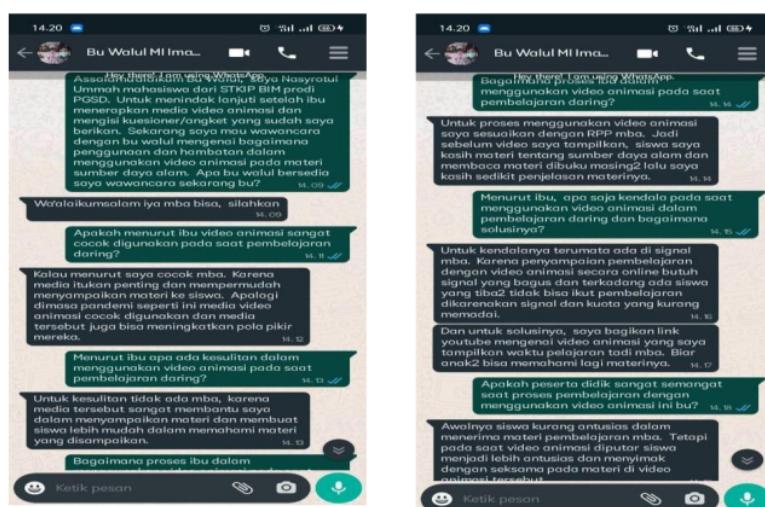 14.20
Bu Walul MI Ima...
Hey there! I am using WhatsApp.
Assalamualaikum Bu Walul, saya Nasyrotul
Ummah mahasiswa dari STKIP BIM prodi
PGSD. Untuk menindak lanjuti setelah ibu
menerapkan media video animasi dan
mengisi kuesioner/angket yang sudah saya
berikan. Sekarang saya mau wawancara
dengan bu walul mengenai bagaimana
penggunaan dan hambatan dalam
menggunakan video animasi pada materi
sumber daya alam. Apa bu walul bersedia
saya wawancara sekarang bu?
14.09
Wa'alaikumsalam iya mba bisa, silahkan
14.09
Apakah menurut ibu video animasi sangat
cocok digunakan pada saat pembelajaran
daring?
14.11
Kalau menurut saya cocok mba. Karena
media itukan penting dan mempermudah
menyampaikan materi ke siswa. Apalagi
dimasa pandemi seperti ini media video
animasi cocok digunakan dan media
tersebut juga bisa meningkatkan pola pikir
mereka.
14.12
Menurut ibu apa ada kesulitan dalam
menggunakan video animasi pada saat
pembelajaran daring?
14.13
Untuk kesulitan tidak ada mba, karena
media tersebut sangat membantu saya
dalam menyampaikan materi dan membuat
siswa lebih mudah dalam memahami materi
yang disampaikan.
14.13
Bagaimana proses ibu dalam
Ketik pesan
14.20
Bu Walul MI Ima...
Hey there! I am using WhatsApp.
Bagaimana proses ibu dalam
menggunakan video animasi pada saat
pembelajaran daring?
14.14
Untuk proses menggunakan video animasi
saya sesuaikan dengan RPP mba. Jadi
sebelum video saya tampilkan, siswa saya
kasih materi tentang sumber daya alam dan
membaca materi dibuku masing2 lalu saya
kasih sedikit penjelasan materinya.
14.14
Menurut ibu, apa saja kendala pada saat
menggunakan video animasi dalam
pembelajaran daring dan bagaimana
solusinya?
14.15
Untuk kendalanya terumata ada di signal
mba. Karena penyampaian pembelajaran
dengan video animasi secara online butuh
signal yang bagus dan terkadang ada siswa
yang tiba2 tidak bisa ikut pembelajaran
dikarenakan signal dan kuota yang kurang
memadai.
14.16
Dan untuk solusinya, saya bagikan link
youtube mengenai video animasi yang saya
tampilkan waktu pelajaran tadi mba. Biar
anak2 bisa memahami lagi materinya.
14.17
Apakah peserta didik sangat semangat
saat proses pembelajaran dengan
menggunakan video animasi ini bu?
14.18
Awalnya siswa kurang antusias dalam
menerima materi pembelajaran mba. Tetapi
pada saat video animasi diputar siswa
menjadi lebih antusias dan menyimak
dengan seksama pada materi di video
animasi tersebut
Ketik pesan